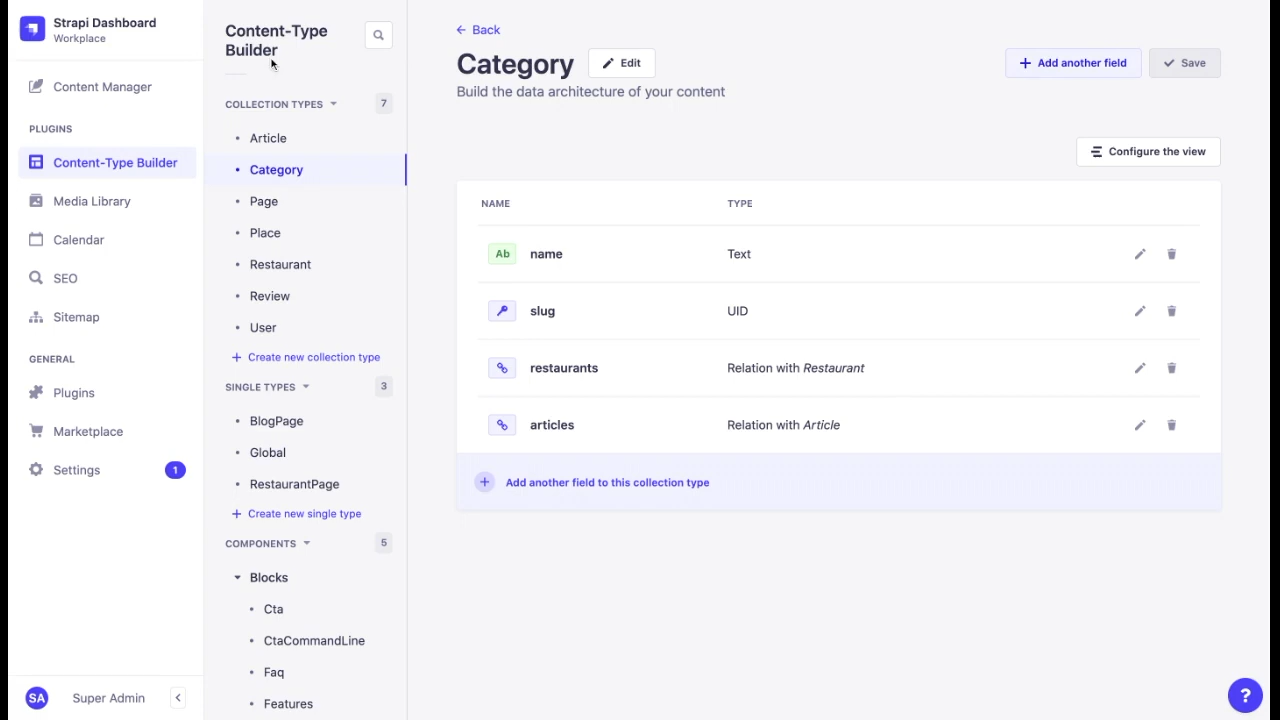 Strapi Dashboard
Workplace
Content Manager
PLUGINS
Content-Type Builder
Media Library
Calendar
SEO
Sitemap
GENERAL
Plugins
Marketplace
Settings 1
SA Super Admin
Content-Type
Builder
COLLECTION TYPES 7
Article
Category
Page
Place
Restaurant
Review
User
+ Create new collection type
SINGLE TYPES 3
BlogPage
Global
RestaurantPage
+ Create new single type
COMPONENTS 5
Blocks
Cta
CtaCommandLine
Faq
Features
← Back
Category Edit
+ Add another field Save
Build the data architecture of your content
Configure the view
NAME TYPE
Ab name Text
slug UID
restaurants Relation with Restaurant
articles Relation with Article
+ Add another field to this collection type
?